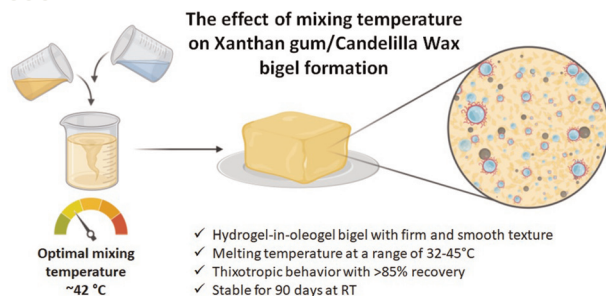 The effect of mixing temperature
on Xanthan gum/Candelilla Wax
bigel formation
Optimal mixing
temperature
~42 °C
✓ Hydrogel-in-oleogel bigel with firm and smooth texture
✓ Melting temperature at a range of 32-45°C
✓ Thixotropic behavior with >85% recovery
✓ Stable for 90 days at RT